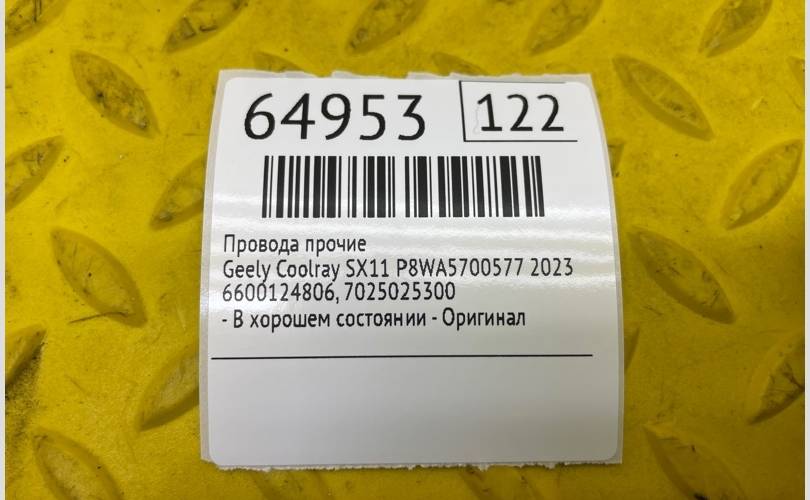 64953 122
Провода прочие
Geely Coolray SX11 P8WA5700577 2023
6600124806, 7025025300
- В хорошем состоянии - Оригинал